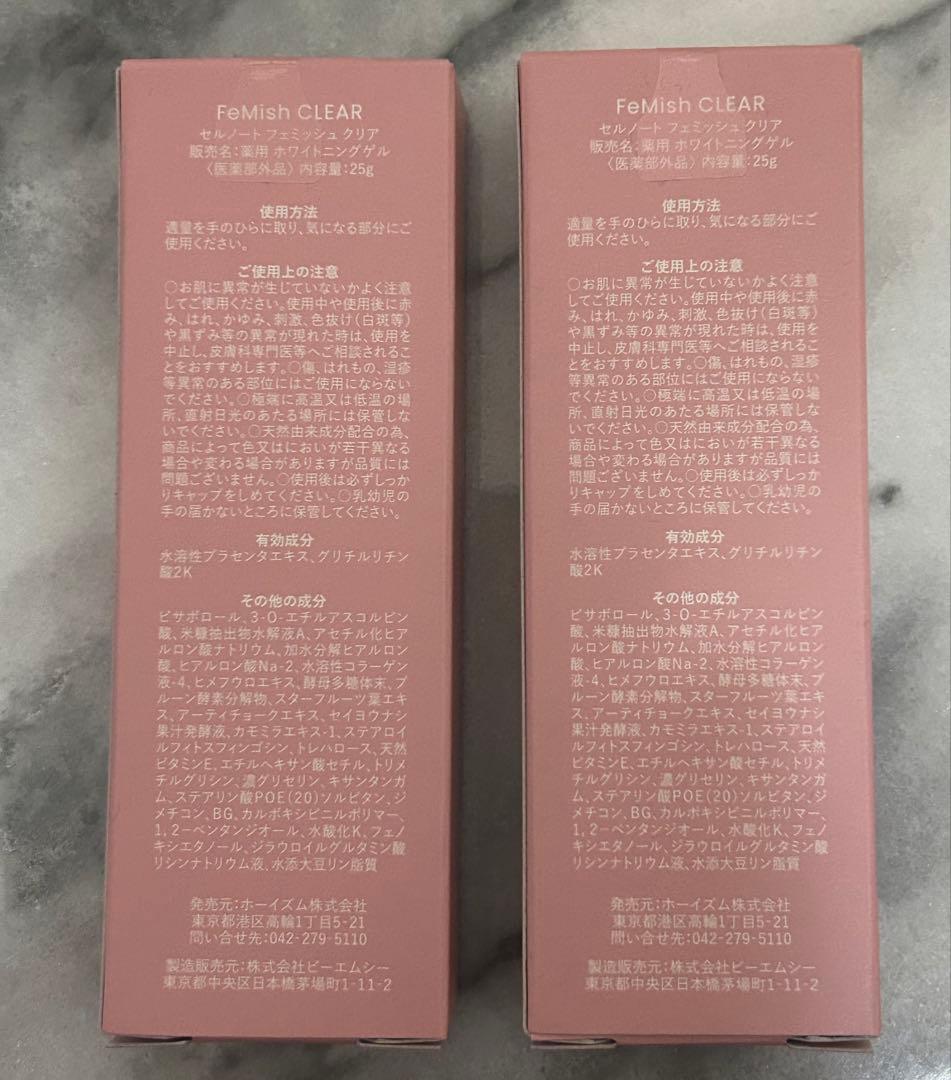 FeMish CLEAR
セルノート フェミッシュ クリア
販売名：薬用 ホワイトニングゲル
〈医薬部外品〉内容量：25g
使用方法
適量を手のひらに取り、気になる部分にご
使用ください。
ご使用上の注意
○お肌に異常が生じていないかよく注意
してご使用ください。使用中や使用後に赤
み、はれ、かゆみ、刺激、色抜け(白斑等)
や黒ずみ等の異常が現れた時は、使用を
中止し、皮膚科専門医等へご相談されるこ
とをおすすめします。○傷、はれもの、湿疹
等異常のある部位にはご使用にならない
でください。○極端に高温又は低温の場
所、直射日光のあたる場所には保管しな
いでください。○天然由来成分配合の為、
商品によって色又はにおいが若干異なる
場合や変わる場合がありますが品質には
問題ございません。○使用後は必ずしっか
りキャップをしめてください。○乳幼児の
手の届かないところに保管してください。
有効成分
水溶性プラセンタエキス、グリチルリチン
酸2K
その他の成分
ビサボロール、3-O-エチルアスコルビン
酸、米糠抽出物水解液A、アセチル化ヒア
ルロン酸ナトリウム、加水分解ヒアルロン
酸、ヒアルロン酸Na-2、水溶性コラーゲン
液-4、ヒメフウロエキス、酵母多糖体末、プ
ルーン酵素分解物、スターフルーツ葉エキ
ス、アーティチョークエキス、セイヨウナシ
果汁発酵液、カモミラエキス-1、ステアロイ
ルフィトスフィンゴシン、トレハロース、天然
ビタミンE、エチルヘキサン酸セチル、トリメ
チルグリシン、濃グリセリン、キサンタンガ
ム、ステアリン酸POE(20)ソルビタン、ジ
メチコン、BG、カルボキシビニルポリマー、
1,2-ペンタンジオール、水酸化K、フェノ
キシエタノール、ジラウロイルグルタミン酸
リシンナトリウム液、水添大豆リン脂質
発売元：ホーイズム株式会社
東京都港区高輪1丁目5-21
問い合せ先：042-279-5110
製造販売元：株式会社ビーエムシー
東京都中央区日本橋茅場町1-11-2
FeMish CLEAR
セルノート フェミッシュ クリア
販売名：薬用 ホワイトニングゲル
〈医薬部外品〉内容量：25g
使用方法
適量を手のひらに取り、気になる部分にご
使用ください。
ご使用上の注意
○お肌に異常が生じていないかよく注意
してご使用ください。使用中や使用後に赤
み、はれ、かゆみ、刺激、色抜け(白斑等)
や黒ずみ等の異常が現れた時は、使用を
中止し、皮膚科専門医等へご相談されるこ
とをおすすめします。○傷、はれもの、湿疹
等異常のある部位にはご使用にならない
でください。○極端に高温又は低温の場
所、直射日光のあたる場所には保管しな
いでください。○天然由来成分配合の為、
商品によって色又はにおいが若干異なる
場合や変わる場合がありますが品質には
問題ございません。○使用後は必ずしっか
りキャップをしめてください。○乳幼児の
手の届かないところに保管してください。
有効成分
水溶性プラセンタエキス、グリチルリチン
酸2K
その他の成分
ビサボロール、3-O-エチルアスコルビン
酸、米糠抽出物水解液A、アセチル化ヒア
ルロン酸ナトリウム、加水分解ヒアルロン
酸、ヒアルロン酸Na-2、水溶性コラーゲン
液-4、ヒメフウロエキス、酵母多糖体末、プ
ルーン酵素分解物、スターフルーツ葉エキ
ス、アーティチョークエキス、セイヨウナシ
果汁発酵液、カモミラエキス-1、ステアロイ
ルフィトスフィンゴシン、トレハロース、天然
ビタミンE、エチルヘキサン酸セチル、トリメ
チルグリシン、濃グリセリン、キサンタンガ
ム、ステアリン酸POE(20)ソルビタン、ジ
メチコン、BG、カルボキシビニルポリマー、
1,2-ペンタンジオール、水酸化K、フェノ
キシエタノール、ジラウロイルグルタミン酸
リシンナトリウム液、水添大豆リン脂質
発売元：ホーイズム株式会社
東京都港区高輪1丁目5-21
問い合せ先：042-279-5110
製造販売元：株式会社ビーエムシー
東京都中央区日本橋茅場町1-11-2